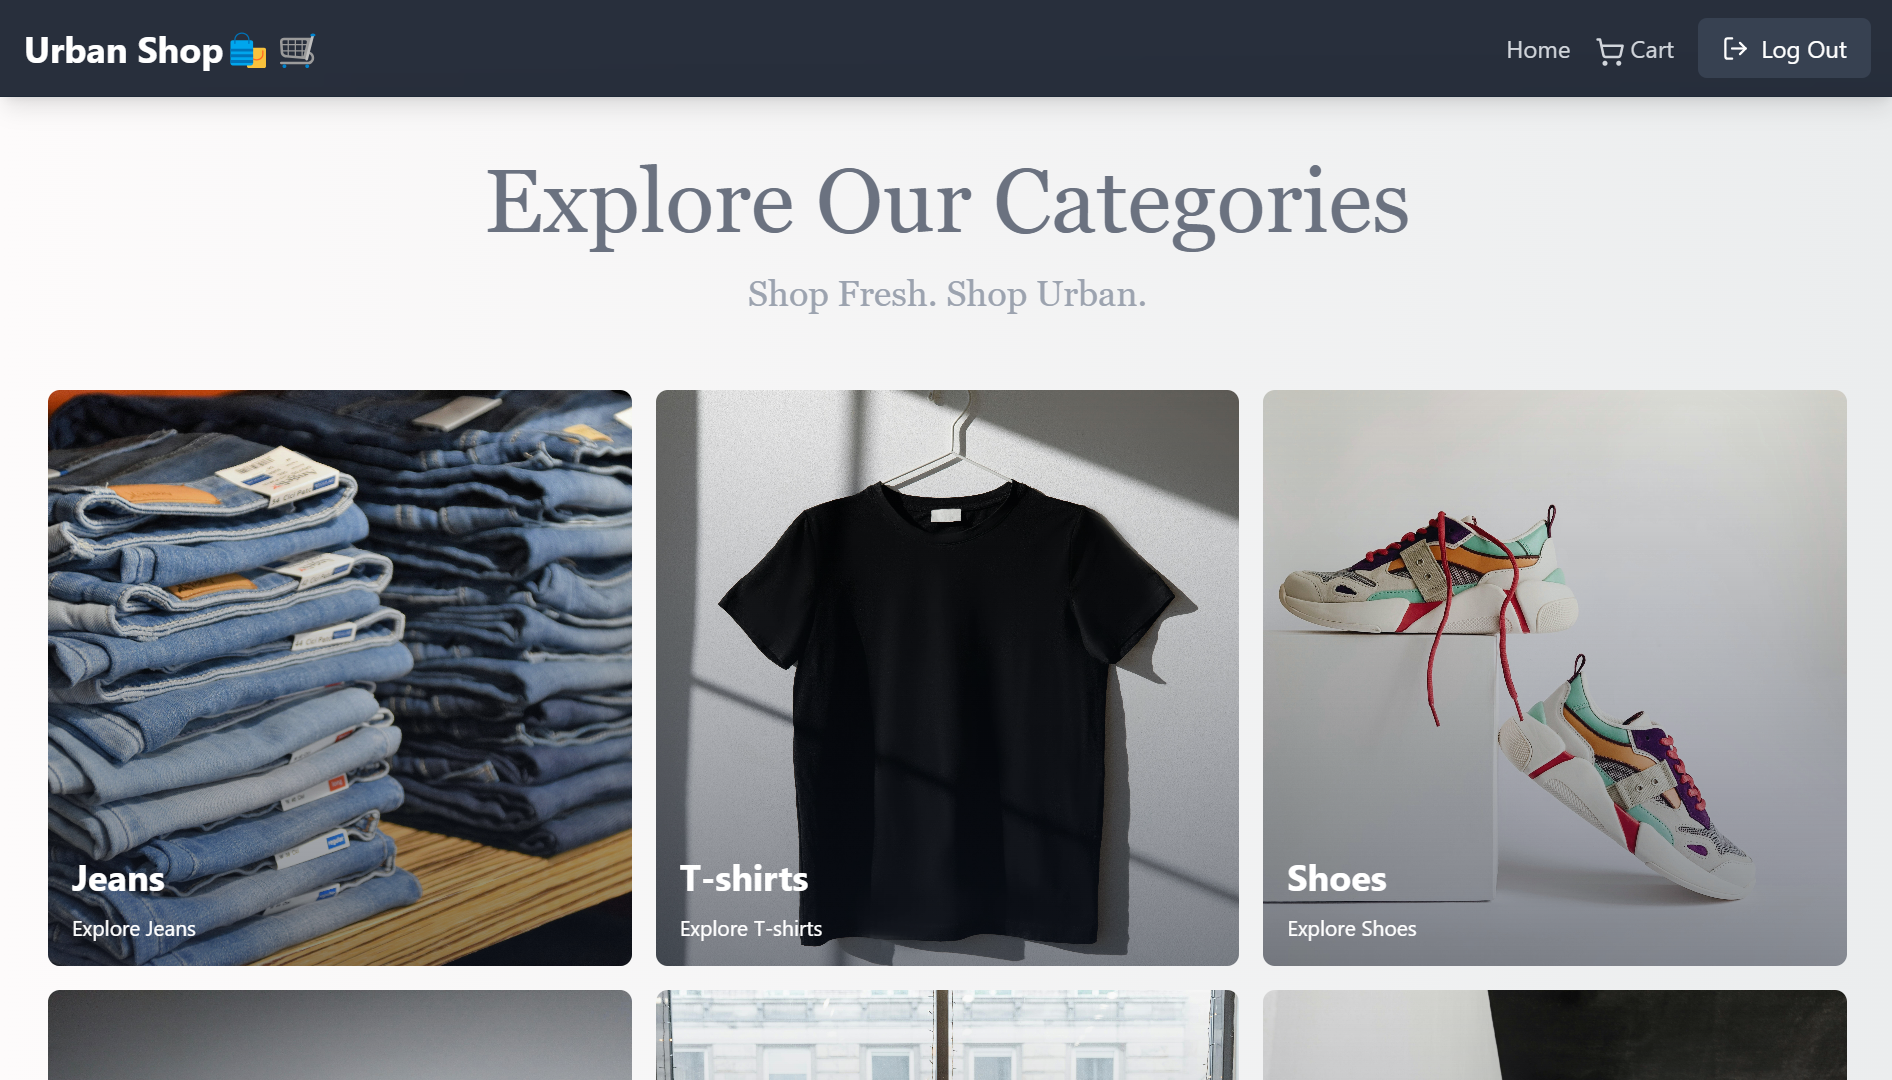 Urban Shop🛍️ 🛒
Home
Cart
Log Out
Explore Our Categories
Shop Fresh. Shop Urban.
Jeans
Explore Jeans
T-shirts
Explore T-shirts
Shoes
Explore Shoes